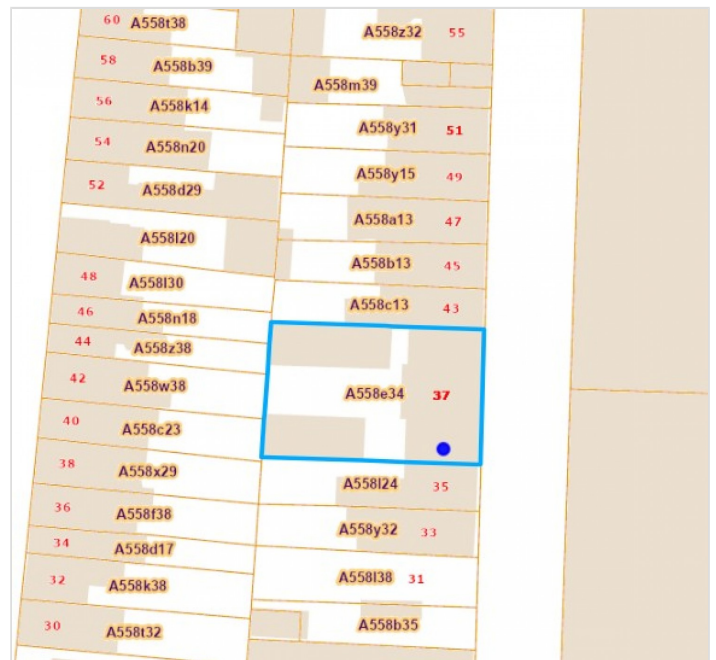 60 A558t38
58 A558b39
56 A558k14
54 A558n20
52 A558d29
A558l20
48 A558l30
46 A558n18
44 A558z38
42 A558w38
40 A558c23
38 A558x29
36 A558f38
34 A558d17
32 A558k38
30 A558t32
A558z32 55
A558m39
A558y31 51
A558y15 49
A558a13 47
A558b13 45
A558c13 43
A558e34 37
A558l24 35
A558y32 33
A558l38 31
A558b35